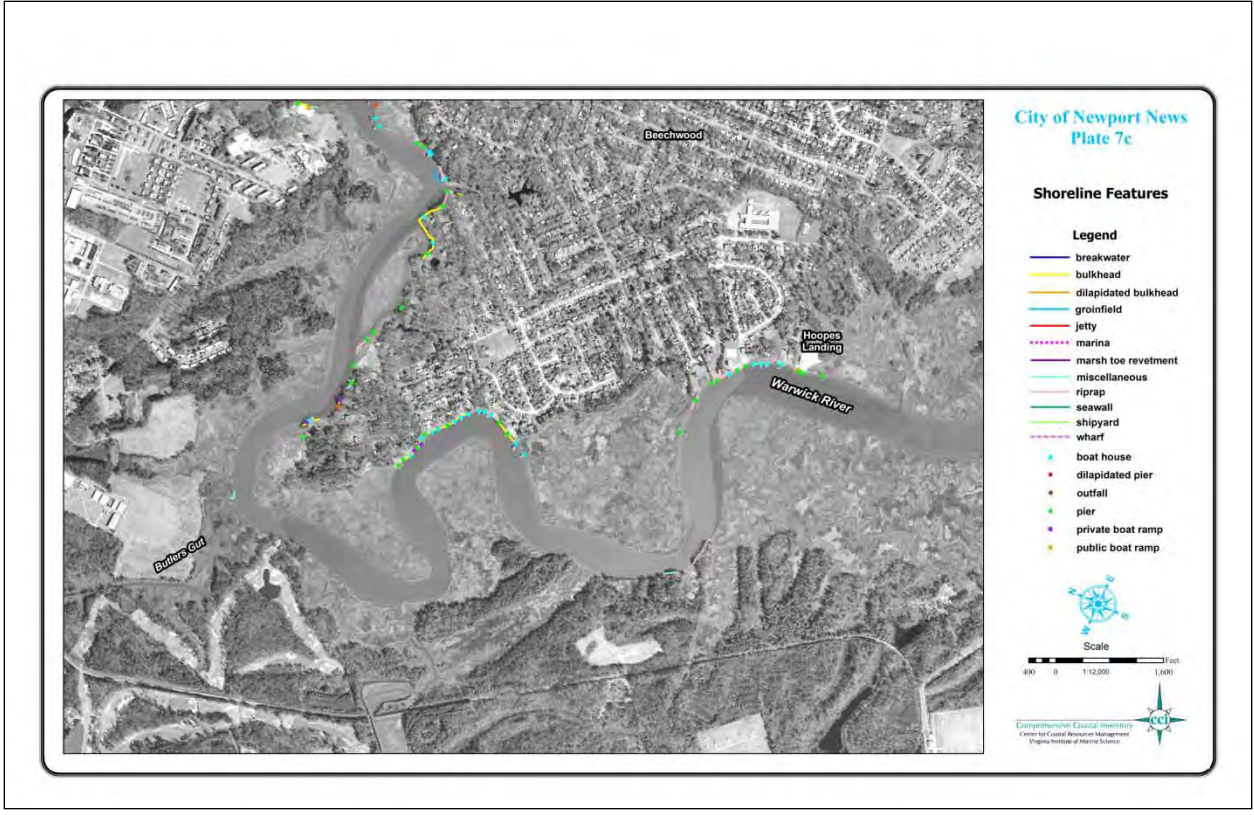 Beechwood
Hoopes
Landing
Warwick River
Butlers Gut
City of Newport News
Plate 7c
Shoreline Features
Legend
breakwater
bulkhead
dilapidated bulkhead
groinfield
jetty
marina
marsh toe revetment
miscellaneous
riprap
seawall
shipyard
wharf
boat house
dilapidated pier
outfall
pier
private boat ramp
public boat ramp
N
E
W
S
Scale
Feet
400 0 1:12,000 1,600
Comprehensive Coastal Inventory
Center for Coastal Resources Management
Virginia Institute of Marine Science
cci